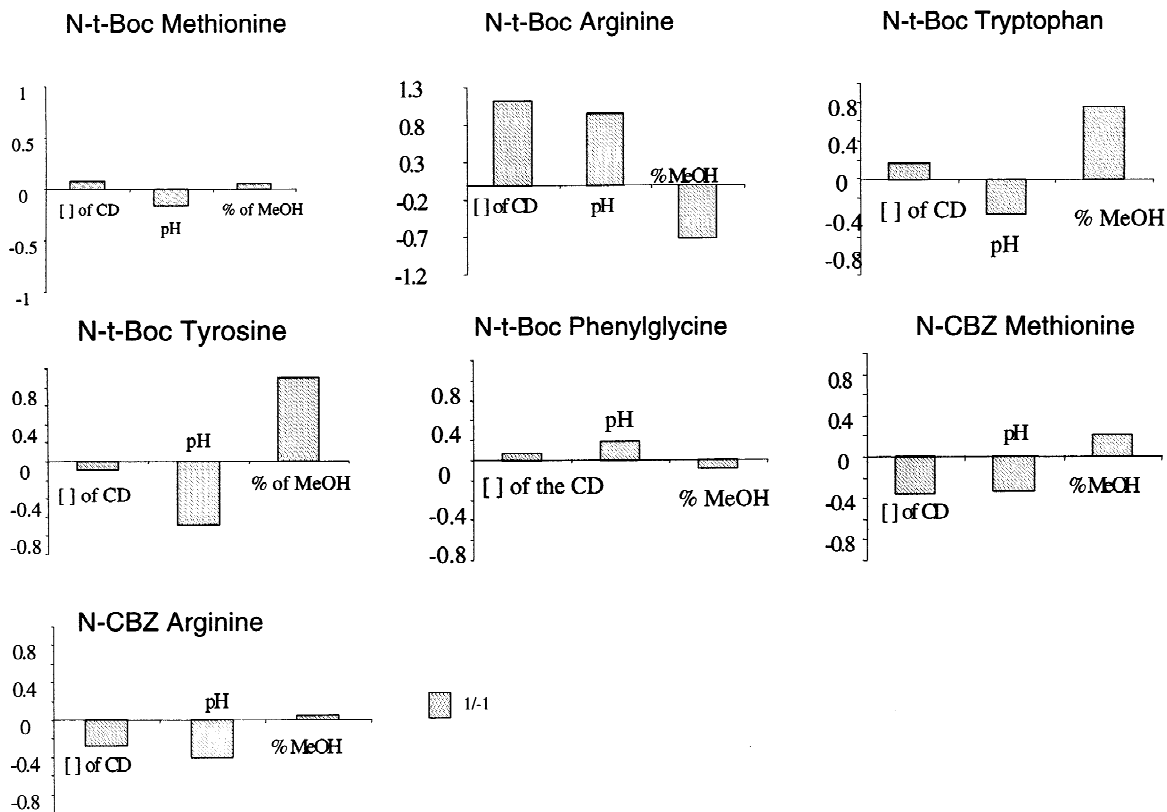 N-t-Boc Methionine
1
0.5
0
-0.5
-1
[ ] of CD
pH
% of MeOH
N-t-Boc Arginine
1.3
0.8
0.3
-0.2
-0.7
-1.2
[ ] of CD
pH
% MeOH
N-t-Boc Tryptophan
0.8
0.4
0
-0.4
-0.8
[ ] of CD
pH
% MeOH
N-t-Boc Tyrosine
0.8
0.4
0
-0.4
-0.8
[ ] of CD
pH
% of MeOH
N-t-Boc Phenylglycine
0.8
0.4
0
-0.4
-0.8
[ ] of the CD
pH
% MeOH
N-CBZ Methionine
0.8
0.4
0
-0.4
-0.8
[ ] of CD
pH
% MeOH
N-CBZ Arginine
0.8
0.4
0
-0.4
-0.8
[ ] of CD
pH
% MeOH
1/-1